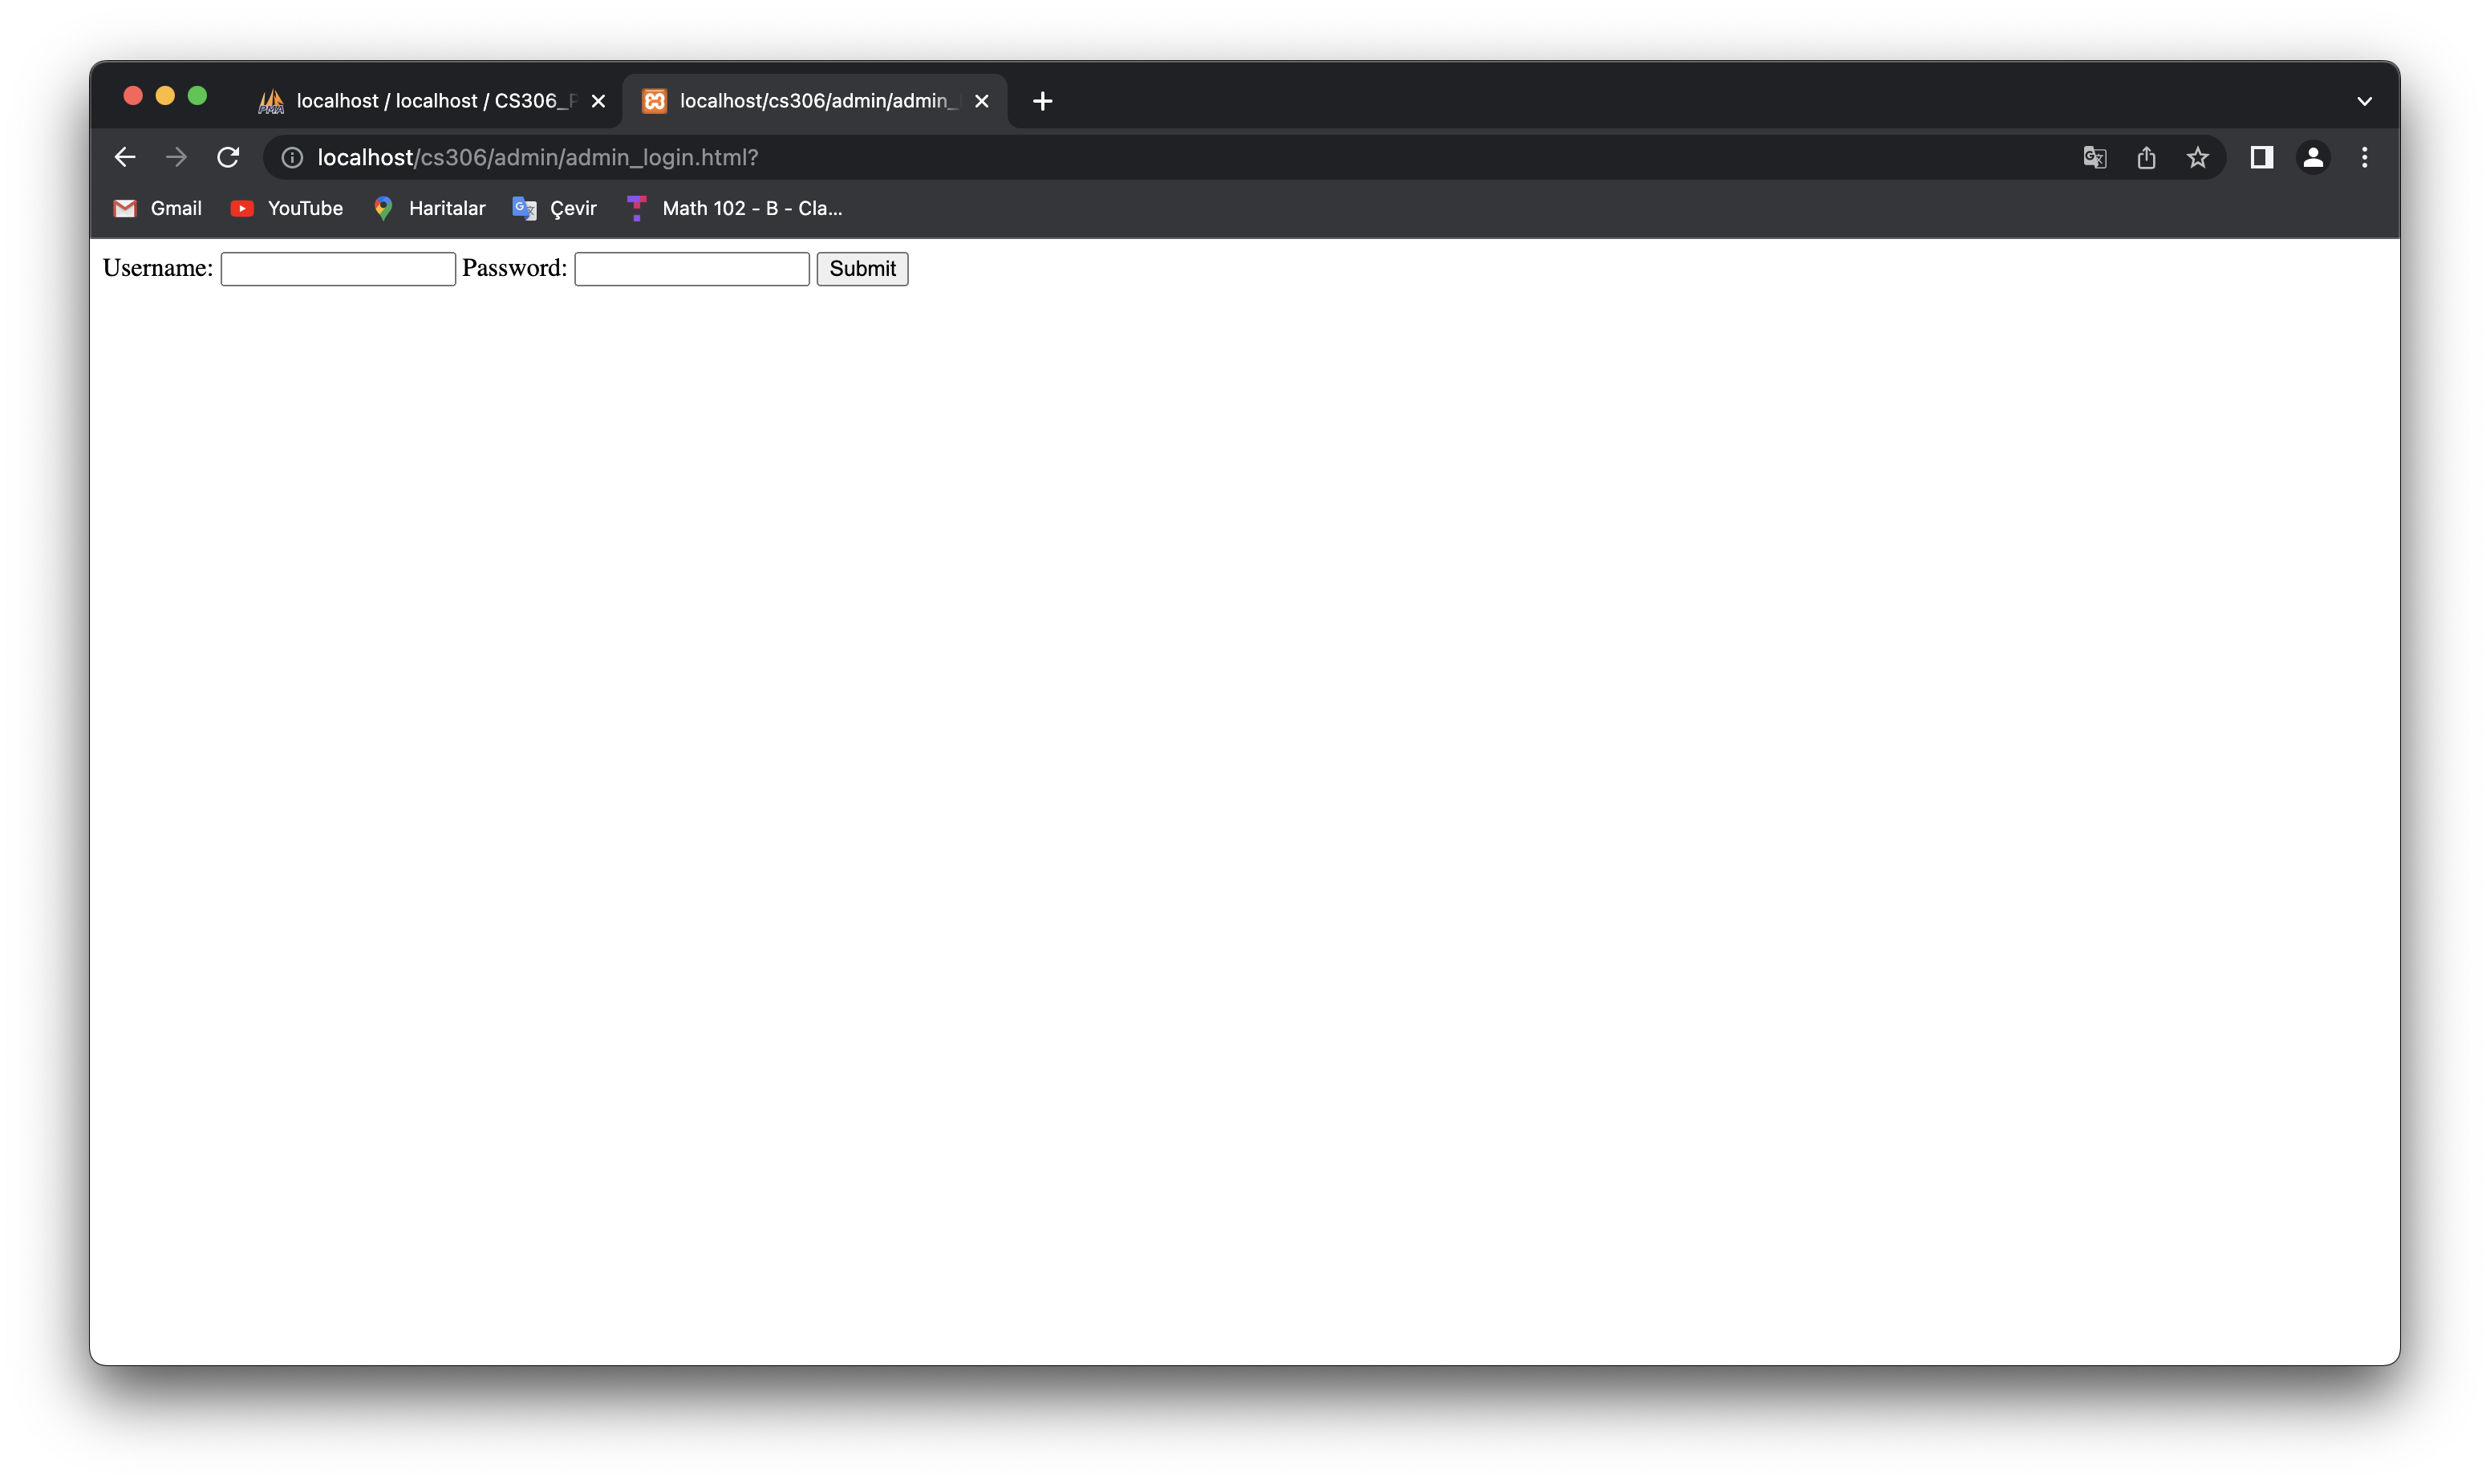 localhost / localhost / CS306_P
localhost/cs306/admin/admin_
localhost/cs306/admin/admin_login.html?
Gmail YouTube Haritalar Çevir Math 102 - B - Cla...
Username: Password: Submit